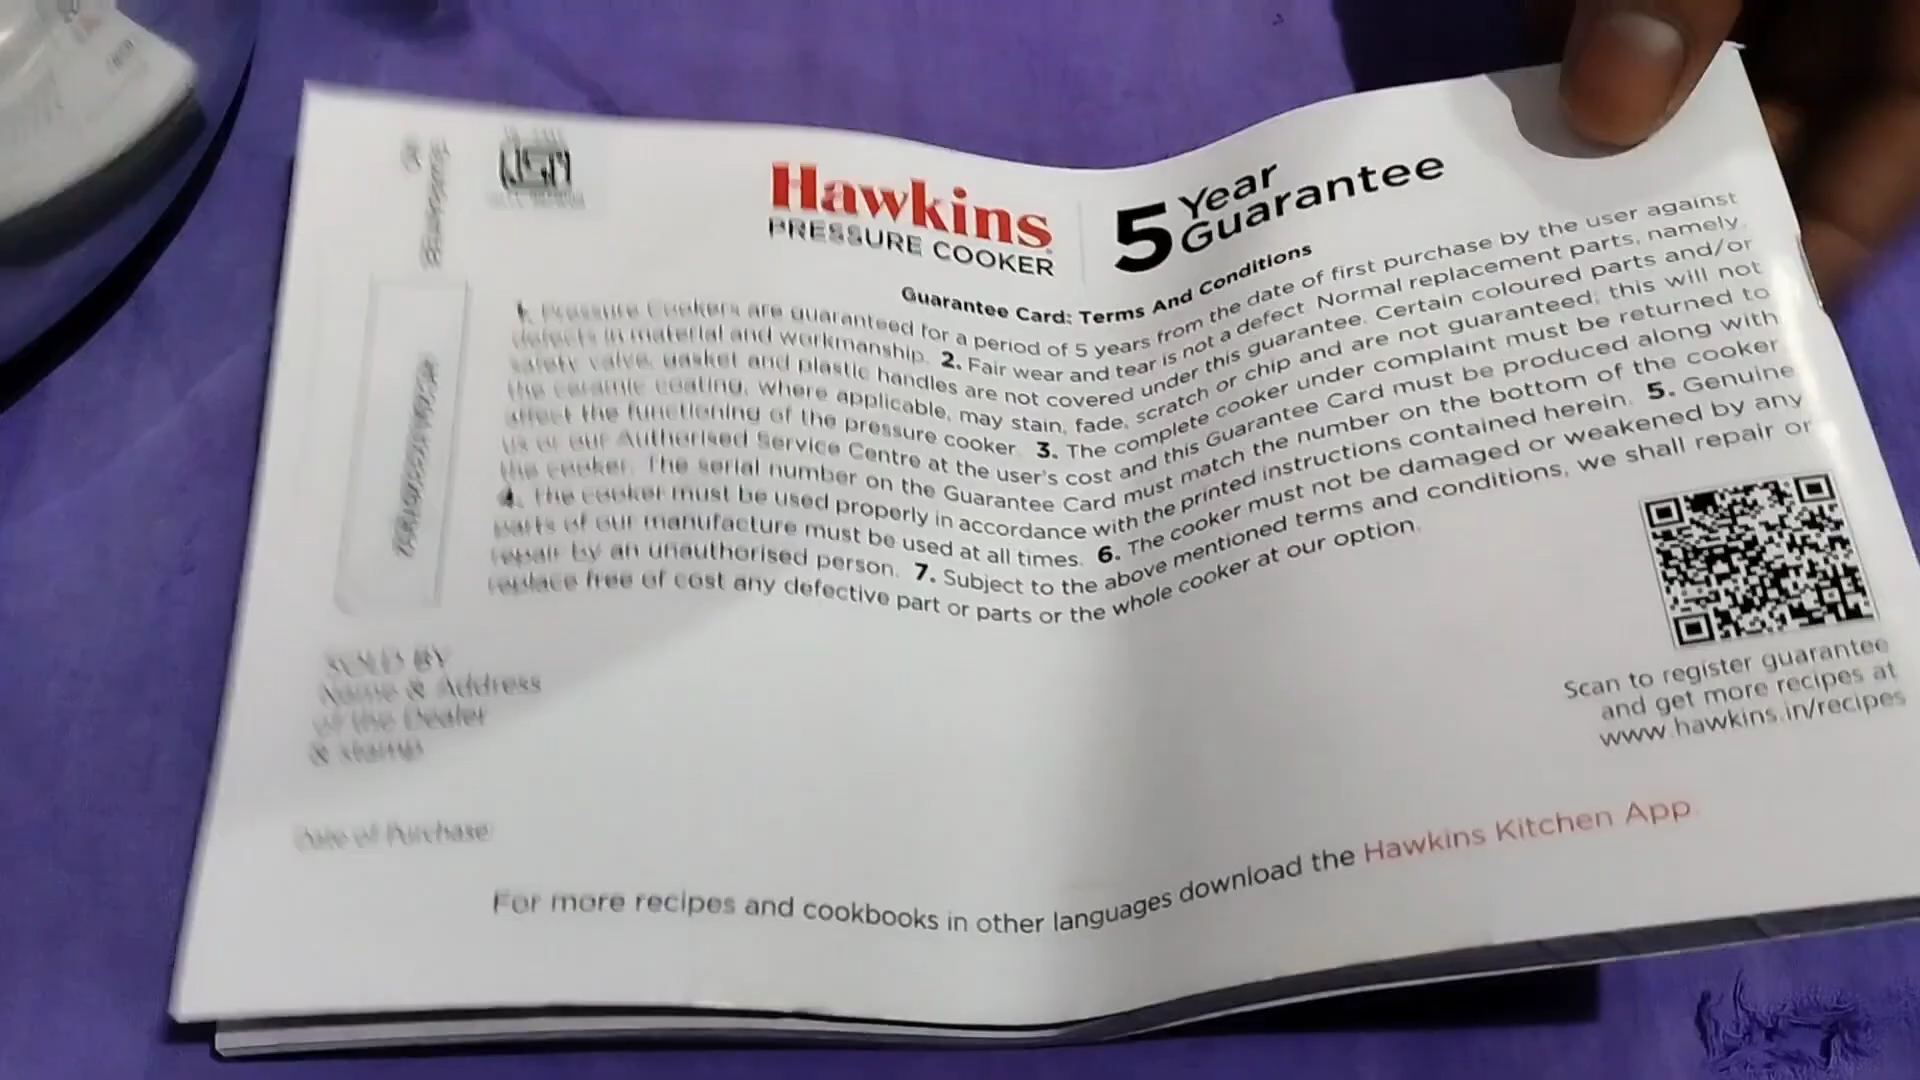 Hawkins
PRESSURE COOKER
5 Year
Guarantee
Guarantee Card: Terms And Conditions
1. Pressure Cookers are guaranteed for a period of 5 years from the date of first purchase by the user against
defects in material and workmanship. 2. Fair wear and tear is not a defect. Normal replacement parts, namely,
safety valve, gasket and plastic handles are not covered under this guarantee. Certain coloured parts and/or
the ceramic coating, where applicable, may stain, fade, scratch or chip and are not guaranteed; this will not
affect the functioning of the pressure cooker. 3. The complete cooker under complaint must be returned to
us or our Authorised Service Centre at the user's cost and this Guarantee Card must be produced along with
the cooker. The serial number on the Guarantee Card must match the number on the bottom of the cooker.
4. The cooker must be used properly in accordance with the printed instructions contained herein. 5. Genuine
parts of our manufacture must be used at all times. 6. The cooker must not be damaged or weakened by any
repair by an unauthorised person. 7. Subject to the above mentioned terms and conditions, we shall repair or
replace free of cost any defective part or parts or the whole cooker at our option.
Scan to register guarantee
and get more recipes at
www.hawkins.in/recipes
SOLD BY
Name & Address
of the Dealer
& stamp
Date of Purchase
For more recipes and cookbooks in other languages download the Hawkins Kitchen App.